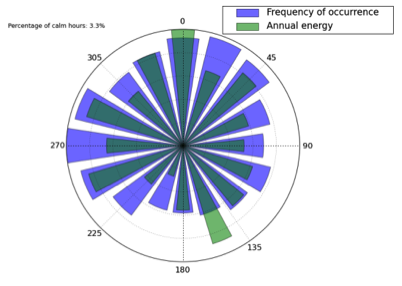 Frequency of occurrence
Annual energy
Percentage of calm hours: 3.3%
0
45
90
135
180
225
270
305